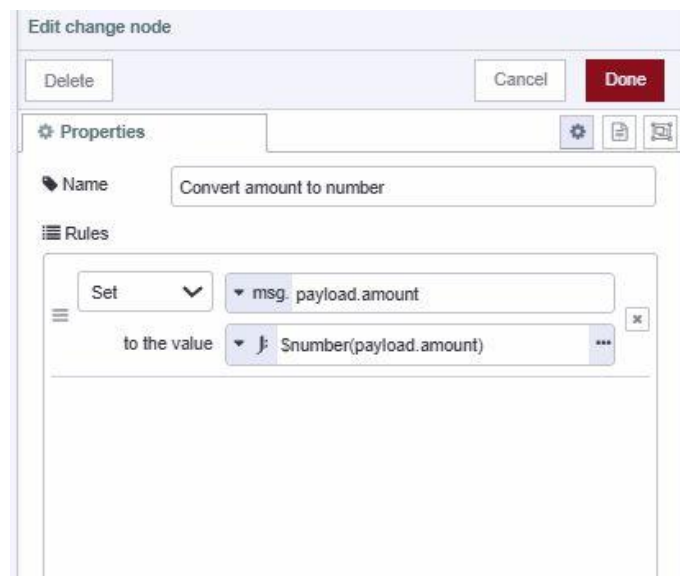 Edit change node
Delete
Cancel
Done
Properties
Name
Convert amount to number
Rules
Set
msg. payload.amount
to the value
J: $number(payload.amount)